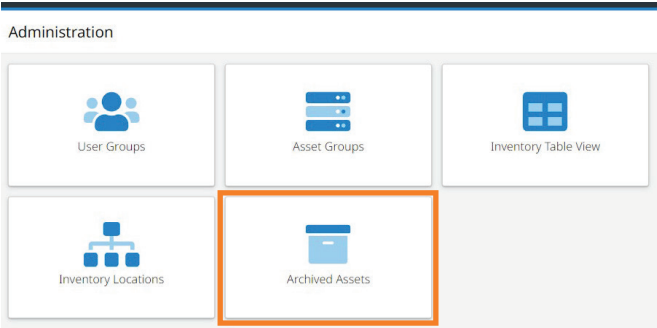 Administration
User Groups
Asset Groups
Inventory Table View
Inventory Locations
Archived Assets